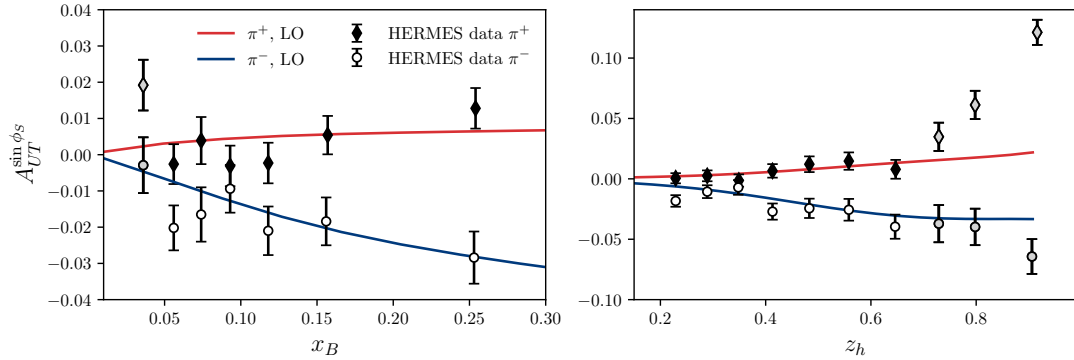 0.04
0.03
0.02
0.01
0.00
−0.01
−0.02
−0.03
−0.04
A_{UT}^{\sin\phi_S}
π⁺, LO
π⁻, LO
HERMES data π⁺
HERMES data π⁻
0.05 0.10 0.15 0.20 0.25 0.30
x_B
0.10
0.05
0.00
−0.05
−0.10
0.2 0.4 0.6 0.8
z_h